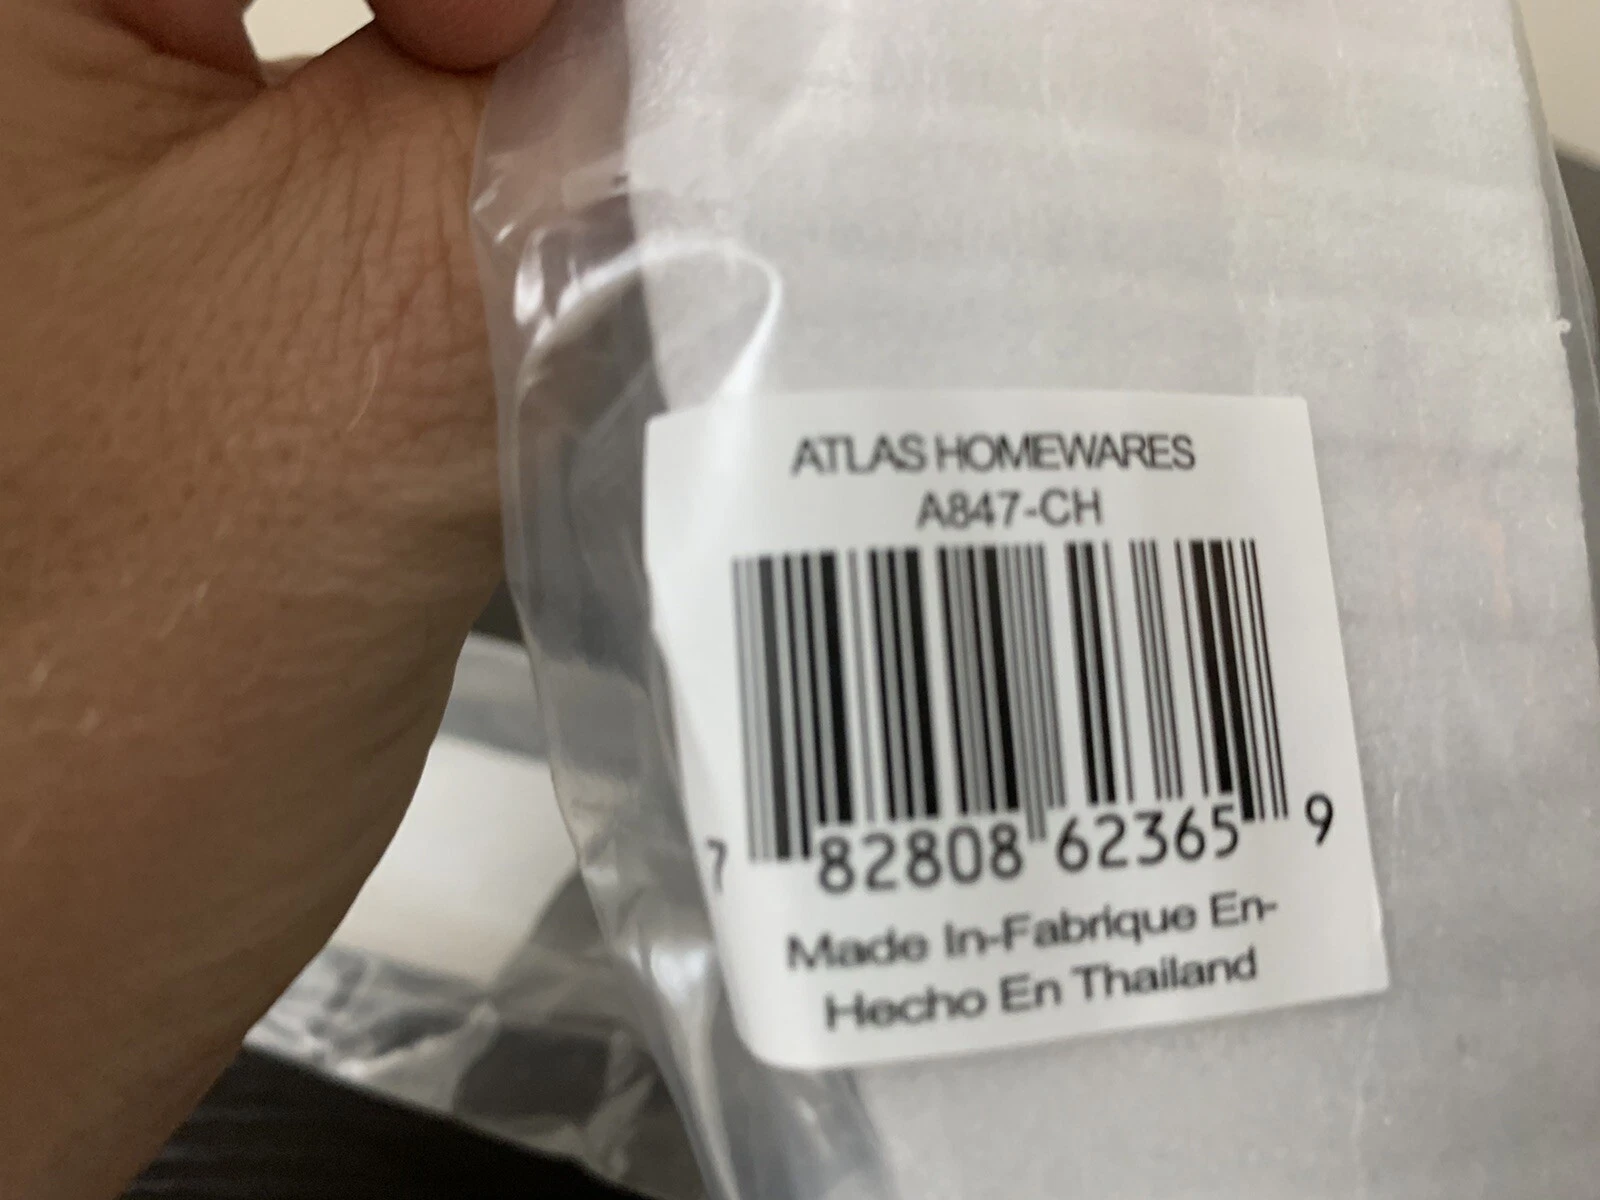 ATLAS HOMEWARES
A847-CH
7 82808 62365 9
Made In-Fabrique En-
Hecho En Thailand